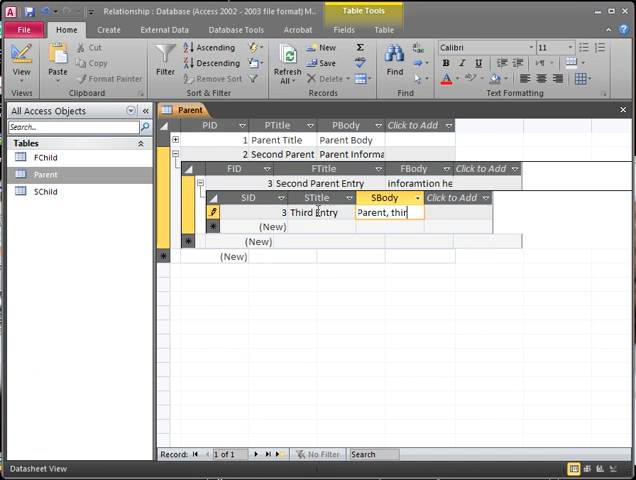 Relationship : Database (Access 2002 - 2003 file format) M...
Table Tools
File
Home
Create
External Data
Database Tools
Acrobat
Fields
Table
View
Views
Paste
Cut
Copy
Format Painter
Clipboard
Filter
Ascending
Descending
Remove Sort
Sort & Filter
Refresh All
New
Save
Records
Find
Find
Calibri
11
B I U
Text Formatting
All Access Objects
Search...
Tables
FChild
Parent
SChild
Parent
PID PTitle PBody Click to Add
1 Parent Title Parent Body
2 Second Parent Parent Informa
FID FTitle FBody Click to Add
3 Second Parent Entry inforamtion he
SID STitle SBody Click to Add
3 Third Entry Parent, thir
(New)
(New)
(New)
Record: 1 of 1 No Filter Search
Datasheet View